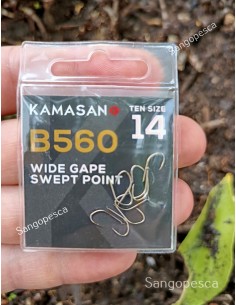 Sangopesca
KAMASAN
TEN SIZE
14
B560
WIDE GAPE
SWEPT POINT
Sangopesca
Sangopesca